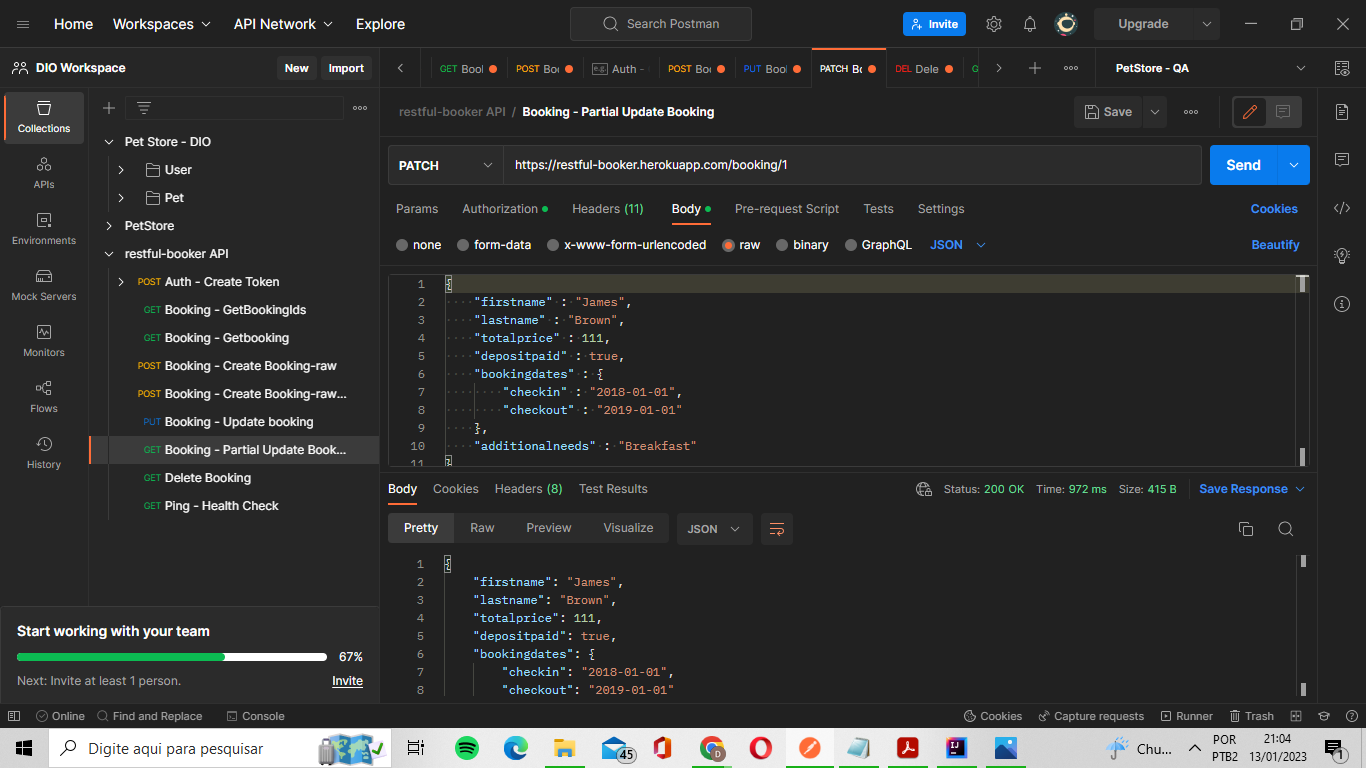 Home Workspaces API Network Explore Search Postman Invite Upgrade
DIO Workspace New Import
GET Bool POST Boo Auth - POST Boo PUT Bool PATCH Bo DEL Dele G PetStore - QA
Collections
APIs
Environments
Mock Servers
Monitors
Flows
History
Pet Store - DIO
User
Pet
PetStore
restful-booker API
POST Auth - Create Token
GET Booking - GetBookingIds
GET Booking - Getbooking
POST Booking - Create Booking-raw
POST Booking - Create Booking-raw...
PUT Booking - Update booking
GET Booking - Partial Update Book...
GET Delete Booking
GET Ping - Health Check
Start working with your team
67%
Next: Invite at least 1 person. Invite
restful-booker API / Booking - Partial Update Booking Save
PATCH https://restful-booker.herokuapp.com/booking/1 Send
Params Authorization Headers (11) Body Pre-request Script Tests Settings Cookies
none form-data x-www-form-urlencoded raw binary GraphQL JSON Beautify
1 {
2 "firstname" : "James",
3 "lastname" : "Brown",
4 "totalprice" : 111,
5 "depositpaid" : true,
6 "bookingdates" : {
7 "checkin" : "2018-01-01",
8 "checkout" : "2019-01-01"
9 },
10 "additionalneeds" : "Breakfast"
11 }
Body Cookies Headers (8) Test Results Status: 200 OK Time: 972 ms Size: 415 B Save Response
Pretty Raw Preview Visualize JSON
1 {
2 "firstname": "James",
3 "lastname": "Brown",
4 "totalprice": 111,
5 "depositpaid": true,
6 "bookingdates": {
7 "checkin": "2018-01-01",
8 "checkout": "2019-01-01"
Online Find and Replace Console Cookies Capture requests Runner Trash
Digite aqui para pesquisar 45 D Chu... POR 21:04
PTB2 13/01/2023 1